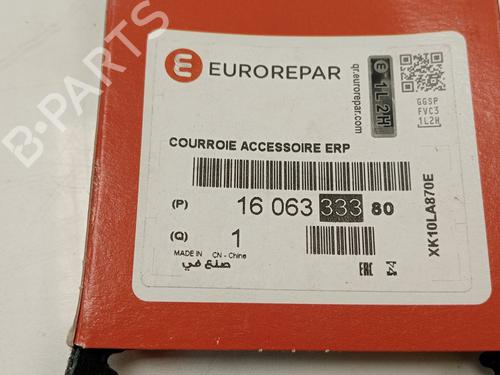 EUROREPAR
qr.eurorepar.com
1L2H
GGSP
FVC3
1L2H
COURROIE ACCESSOIRE ERP
(P) 16 063 333 80
(Q) 1
MADE IN CN - Chine
صنع في
EAC
XK10LA870E
B-PARTS